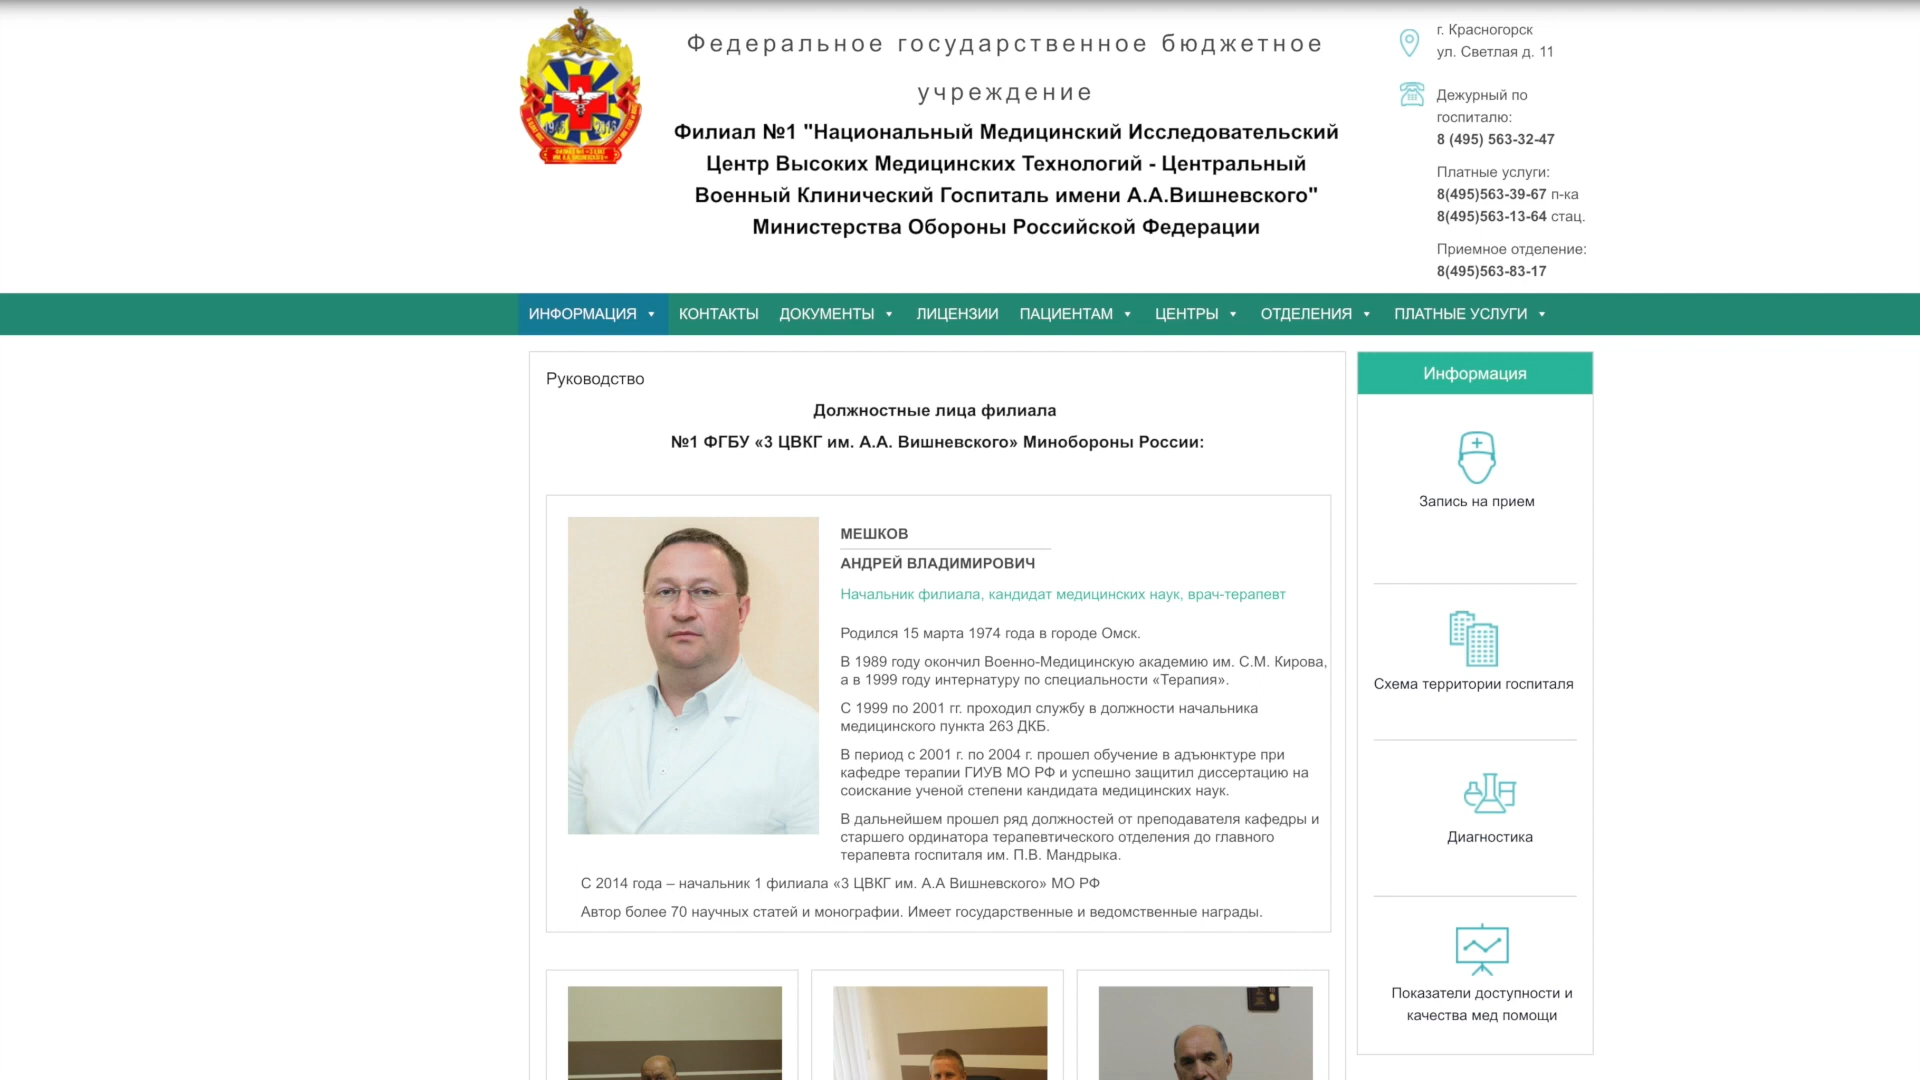 Федеральное государственное бюджетное
учреждение
Филиал №1 "Национальный Медицинский Исследовательский
Центр Высоких Медицинских Технологий - Центральный
Военный Клинический Госпиталь имени А.А.Вишневского"
Министерства Обороны Российской Федерации
г. Красногорск
ул. Светлая д. 11
Дежурный по
госпиталю:
8 (495) 563-32-47
Платные услуги:
8(495)563-39-67 п-ка
8(495)563-13-64 стац.
Приемное отделение:
8(495)563-83-17
ИНФОРМАЦИЯ КОНТАКТЫ ДОКУМЕНТЫ ЛИЦЕНЗИИ ПАЦИЕНТАМ ЦЕНТРЫ ОТДЕЛЕНИЯ ПЛАТНЫЕ УСЛУГИ
Руководство
Должностные лица филиала
№1 ФГБУ «3 ЦВКГ им. А.А. Вишневского» Минобороны России:
МЕШКОВ
АНДРЕЙ ВЛАДИМИРОВИЧ
Начальник филиала, кандидат медицинских наук, врач-терапевт
Родился 15 марта 1974 года в городе Омск.
В 1989 году окончил Военно-Медицинскую академию им. С.М. Кирова,
а в 1999 году интернатуру по специальности «Терапия».
С 1999 по 2001 гг. проходил службу в должности начальника
медицинского пункта 263 ДКБ.
В период с 2001 г. по 2004 г. прошел обучение в адъюнктуре при
кафедре терапии ГИУВ МО РФ и успешно защитил диссертацию на
соискание ученой степени кандидата медицинских наук.
В дальнейшем прошел ряд должностей от преподавателя кафедры и
старшего ординатора терапевтического отделения до главного
терапевта госпиталя им. П.В. Мандрыка.
С 2014 года – начальник 1 филиала «3 ЦВКГ им. А.А Вишневского» МО РФ
Автор более 70 научных статей и монографии. Имеет государственные и ведомственные награды.
Информация
Запись на прием
Схема территории госпиталя
Диагностика
Показатели доступности и
качества мед помощи